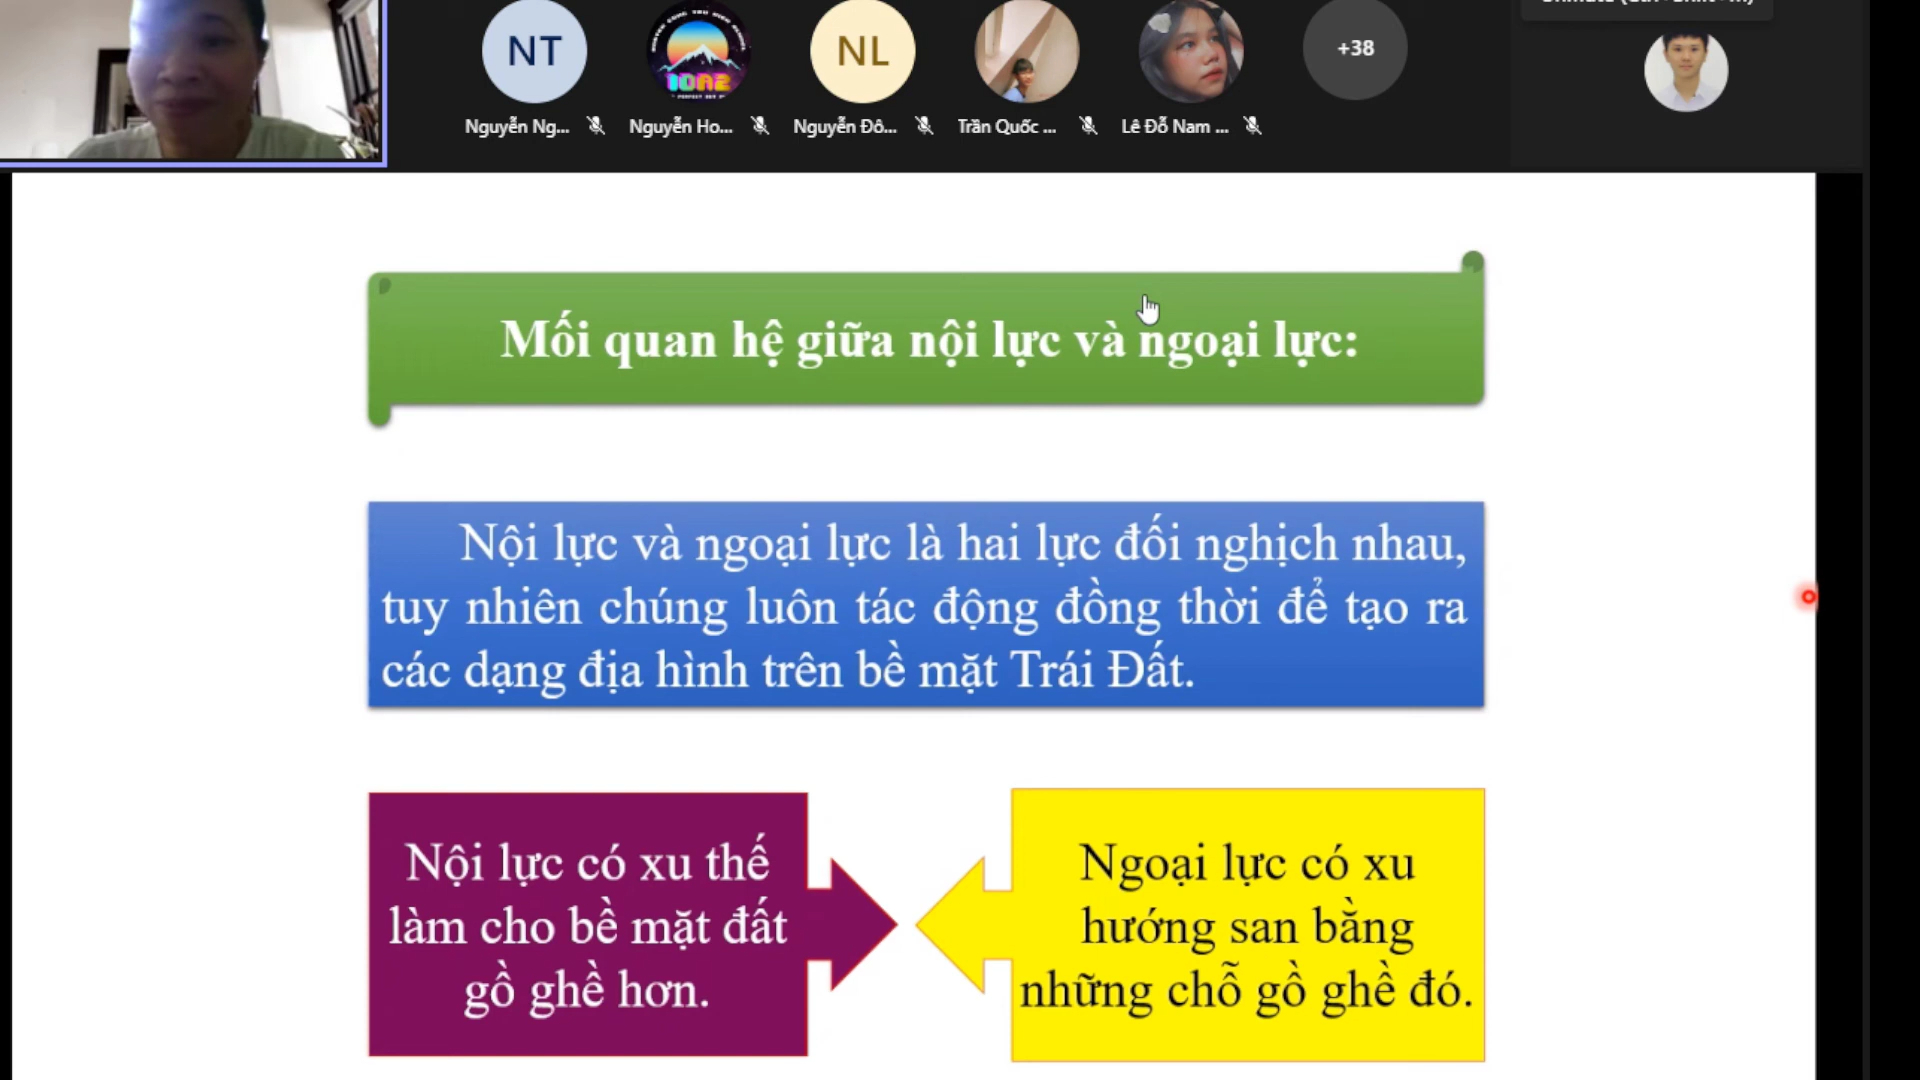 NT
NL
+38
10A2
Nguyễn Ng...
Nguyễn Ho...
Nguyễn Đô...
Trần Quốc ...
Lê Đỗ Nam ...
Mối quan hệ giữa nội lực và ngoại lực:
Nội lực và ngoại lực là hai lực đối nghịch nhau,
tuy nhiên chúng luôn tác động đồng thời để tạo ra
các dạng địa hình trên bề mặt Trái Đất.
Nội lực có xu thế
làm cho bề mặt đất
gồ ghề hơn.
Ngoại lực có xu
hướng san bằng
những chỗ gồ ghề đó.